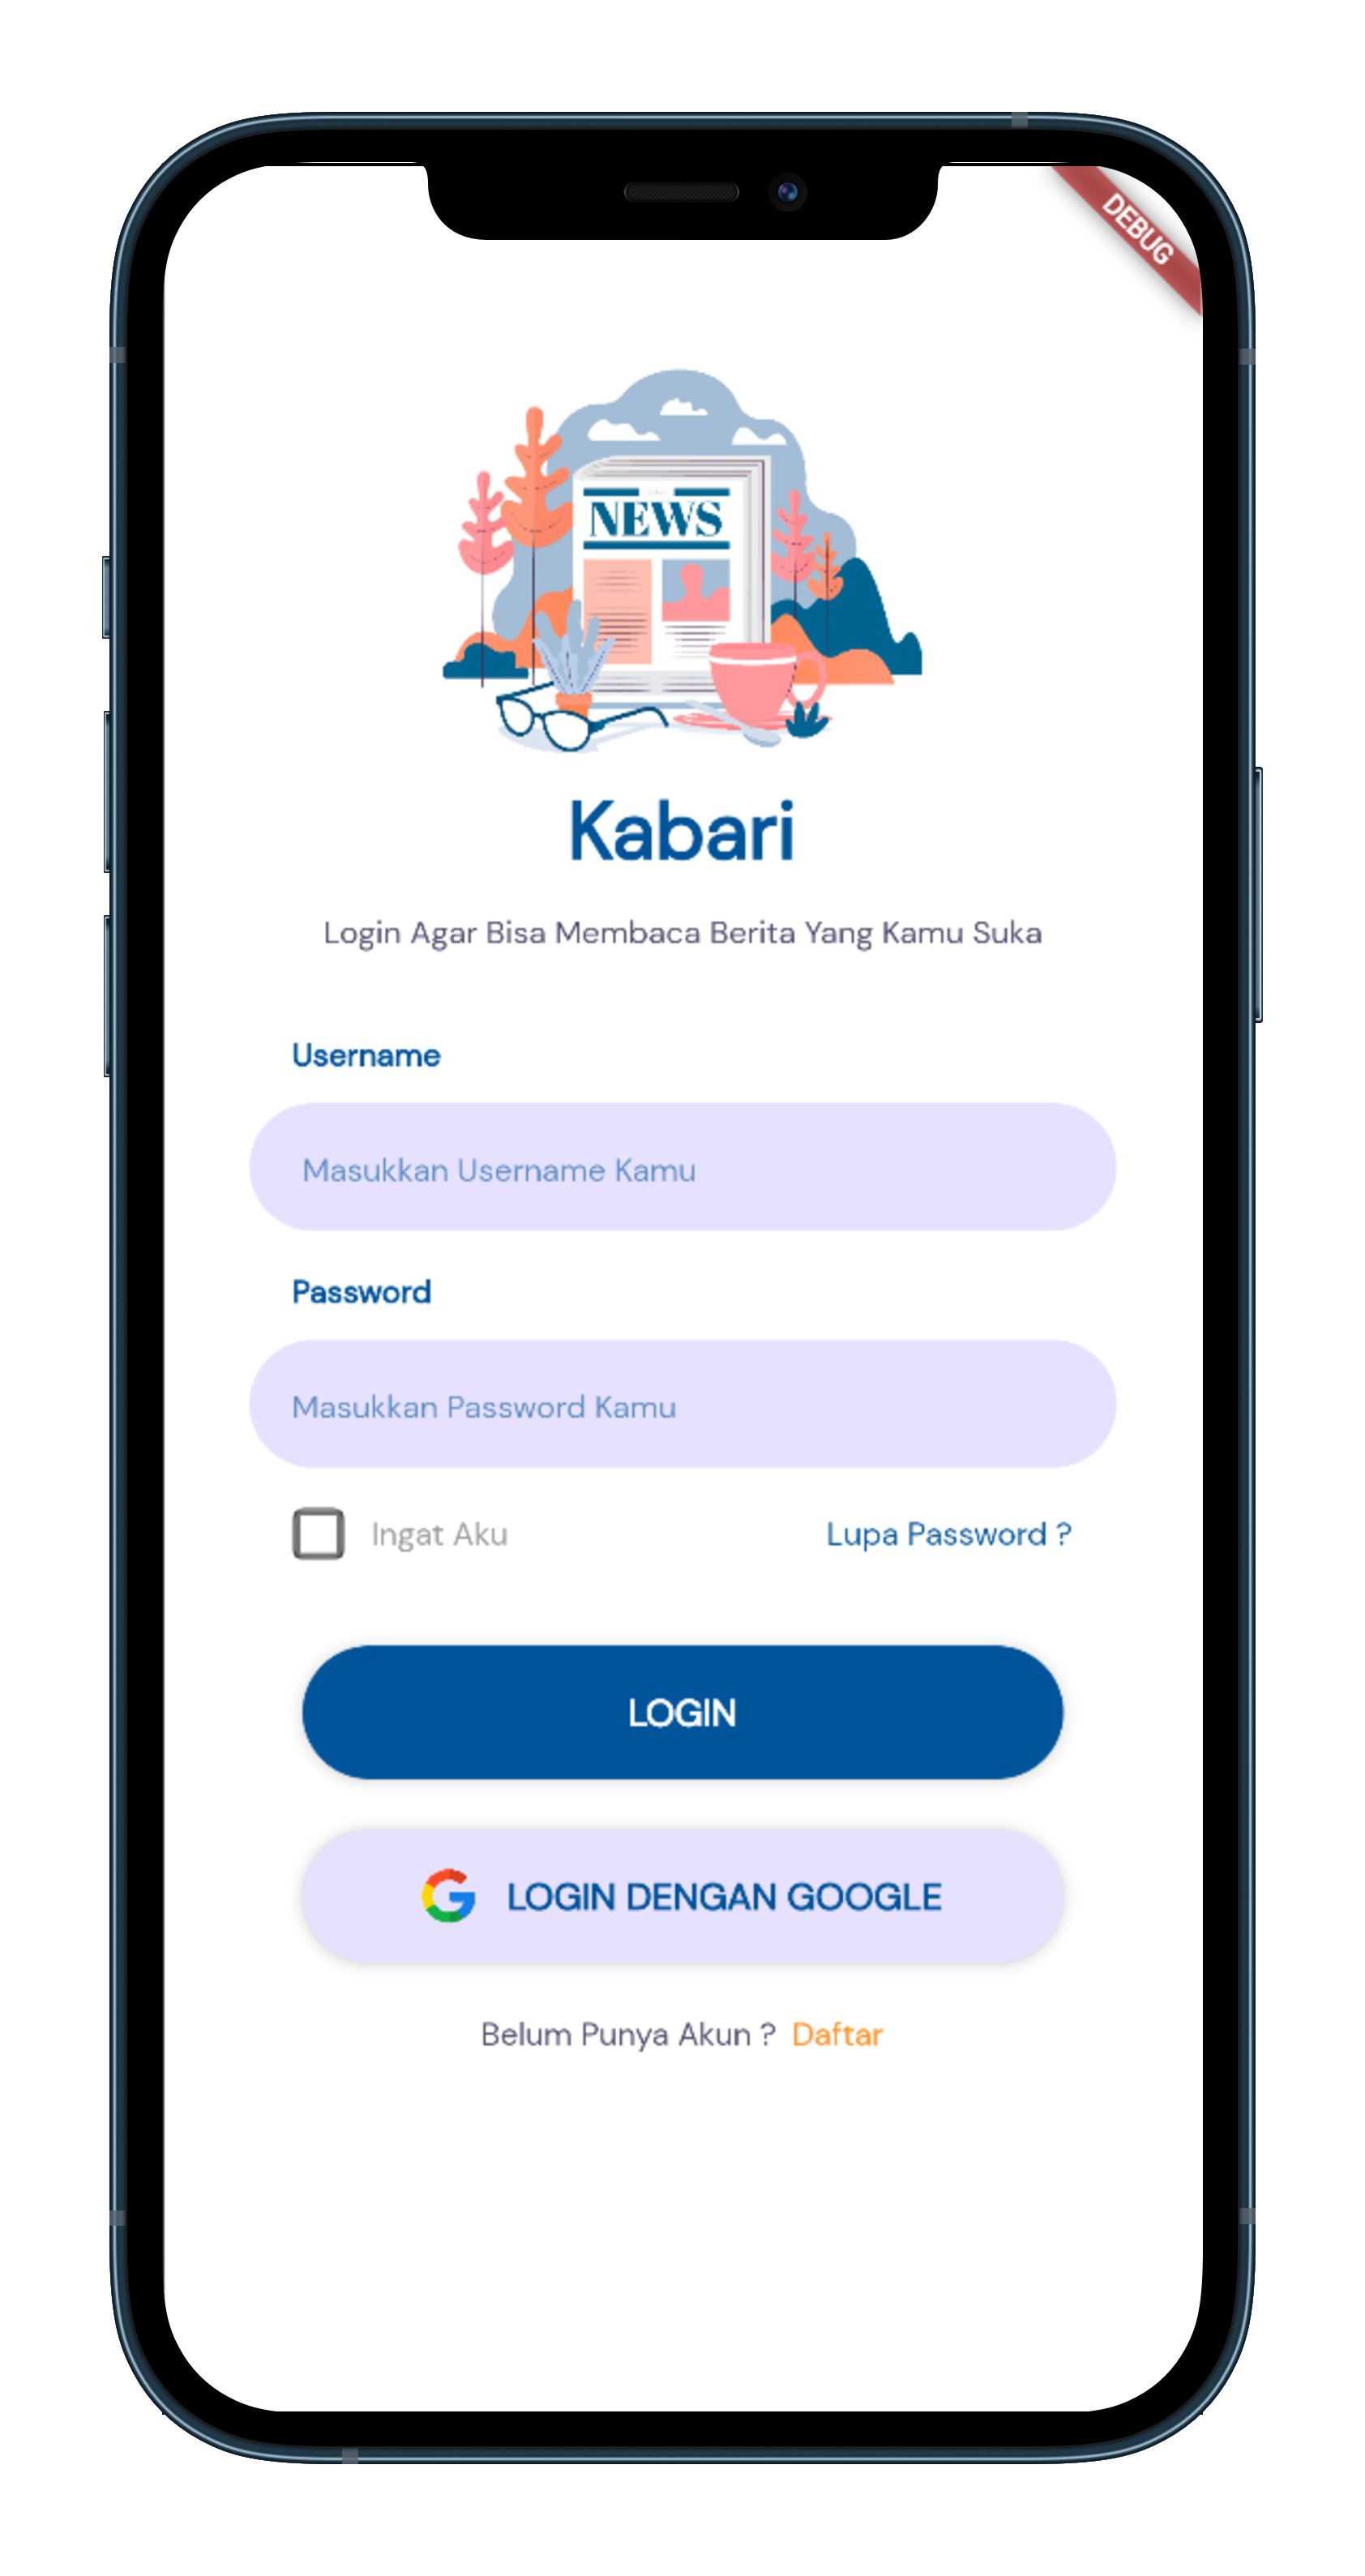 DEBUG
NEWS
Kabari
Login Agar Bisa Membaca Berita Yang Kamu Suka
Username
Masukkan Username Kamu
Password
Masukkan Password Kamu
Ingat Aku
Lupa Password ?
LOGIN
LOGIN DENGAN GOOGLE
Belum Punya Akun ? Daftar